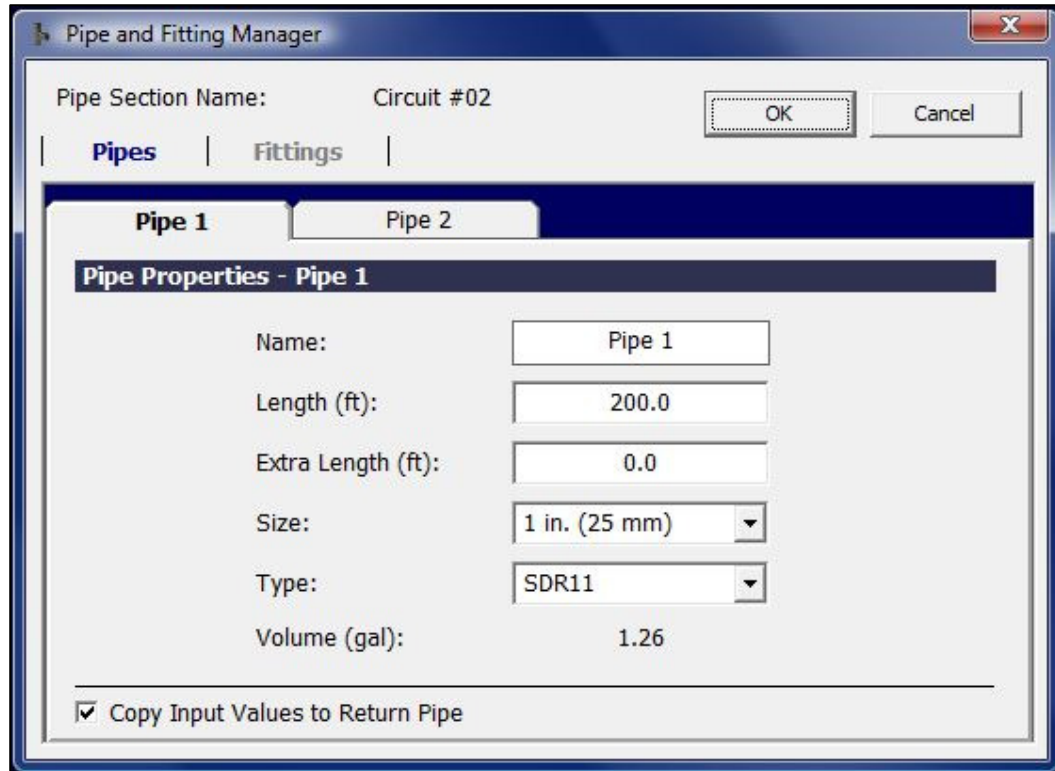 Pipe and Fitting Manager
X
Pipe Section Name: Circuit #02
OK Cancel
Pipes Fittings
Pipe 1 Pipe 2
Pipe Properties - Pipe 1
Name: Pipe 1
Length (ft): 200.0
Extra Length (ft): 0.0
Size: 1 in. (25 mm)
Type: SDR11
Volume (gal): 1.26
Copy Input Values to Return Pipe